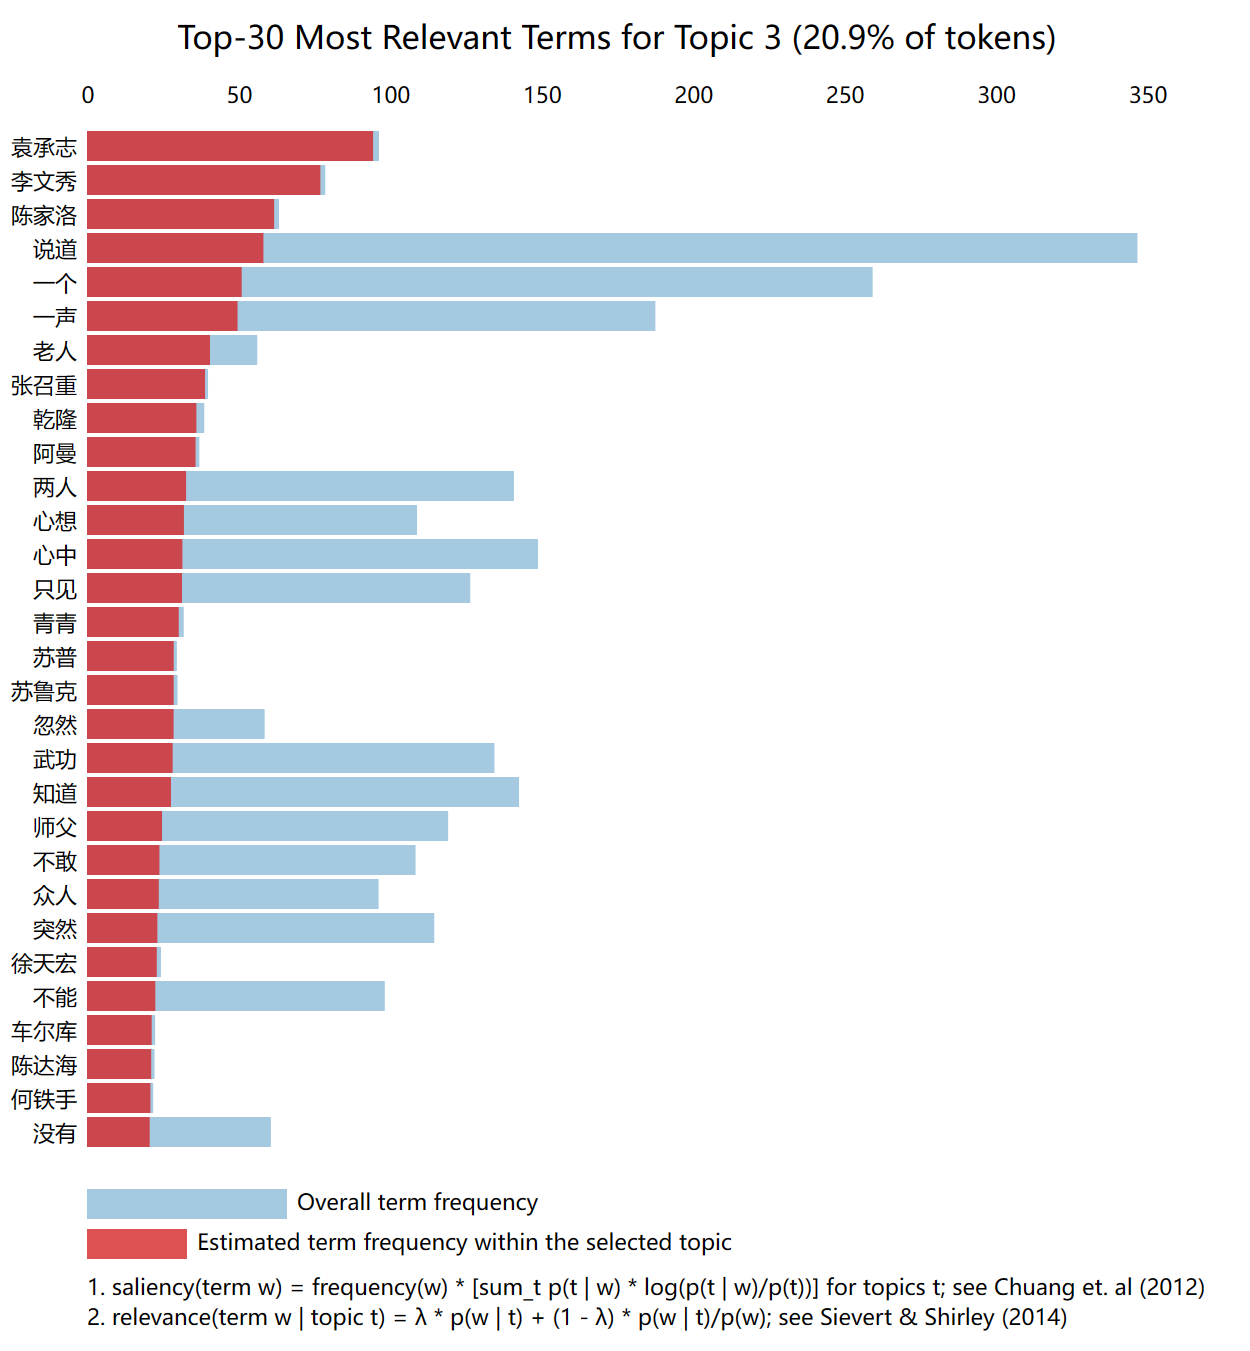 Top-30 Most Relevant Terms for Topic 3 (20.9% of tokens)
0 50 100 150 200 250 300 350
袁承志
李文秀
陈家洛
说道
一个
一声
老人
张召重
乾隆
阿曼
两人
心想
心中
只见
青青
苏普
苏鲁克
忽然
武功
知道
师父
不敢
众人
突然
徐天宏
不能
车尔库
陈达海
何铁手
没有
Overall term frequency
Estimated term frequency within the selected topic
1. saliency(term w) = frequency(w) * [sum_t p(t | w) * log(p(t | w)/p(t))] for topics t; see Chuang et. al (2012)
2. relevance(term w | topic t) = λ * p(w | t) + (1 - λ) * p(w | t)/p(w); see Sievert & Shirley (2014)